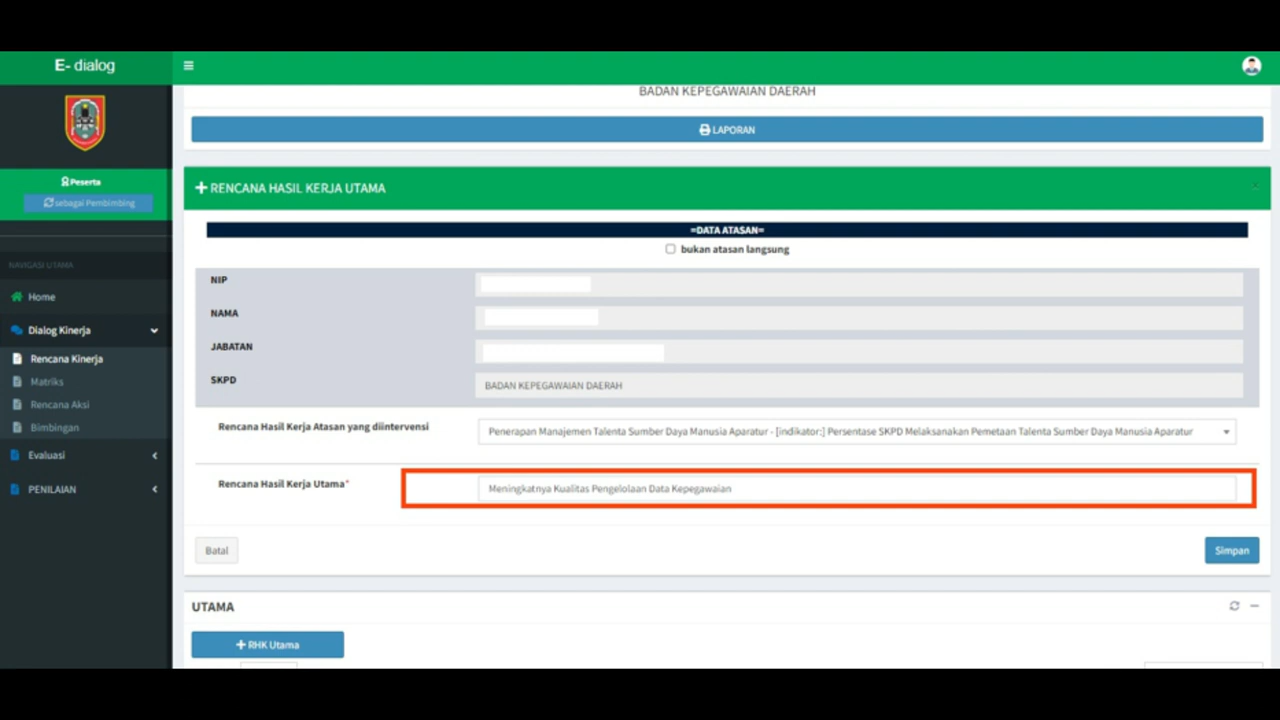 E- dialog
BADAN KEPEGAWAIAN DAERAH
LAPORAN
Peserta
sebagai Pembimbing
NAVIGASI UTAMA
Home
Dialog Kinerja
Rencana Kinerja
Matriks
Rencana Aksi
Bimbingan
Evaluasi
PENILAIAN
RENCANA HASIL KERJA UTAMA
=DATA ATASAN=
bukan atasan langsung
NIP
NAMA
JABATAN
SKPD
BADAN KEPEGAWAIAN DAERAH
Rencana Hasil Kerja Atasan yang diintervensi
Penerapan Manajemen Talenta Sumber Daya Manusia Aparatur - [indikator:] Persentase SKPD Melaksanakan Pemetaan Talenta Sumber Daya Manusia Aparatur
Rencana Hasil Kerja Utama*
Meningkatnya Kualitas Pengelolaan Data Kepegawaian
Batal
Simpan
UTAMA
RHK Utama